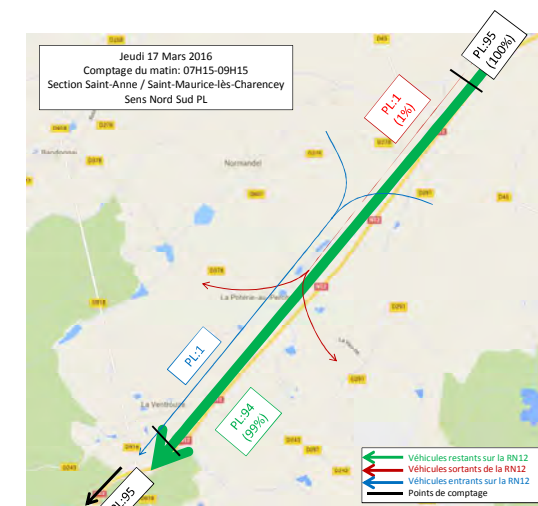 Jeudi 17 Mars 2016
Comptage du matin: 07H15-09H15
Section Saint-Anne / Saint-Maurice-lès-Charencey
Sens Nord Sud PL
PL:95
(100%)
PL:1
(1%)
Normandel
PL:1
La Ventrouze
PL:94
(99%)
PL:95
Véhicules restants sur la RN12
Véhicules sortants de la RN12
Véhicules entrants sur la RN12
Points de comptage